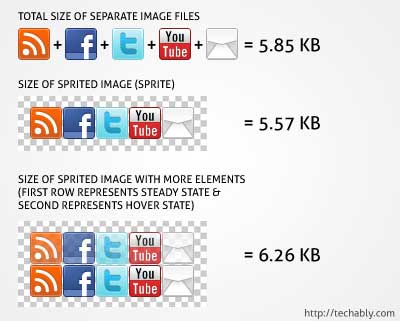 TOTAL SIZE OF SEPARATE IMAGE FILES
+ f + t + You Tube + = 5.85 KB
SIZE OF SPRITED IMAGE (SPRITE)
f t You Tube = 5.57 KB
SIZE OF SPRITED IMAGE WITH MORE ELEMENTS
(FIRST ROW REPRESENTS STEADY STATE &
SECOND REPRESENTS HOVER STATE)
f t You Tube
f t You Tube
= 6.26 KB
http://techably.com